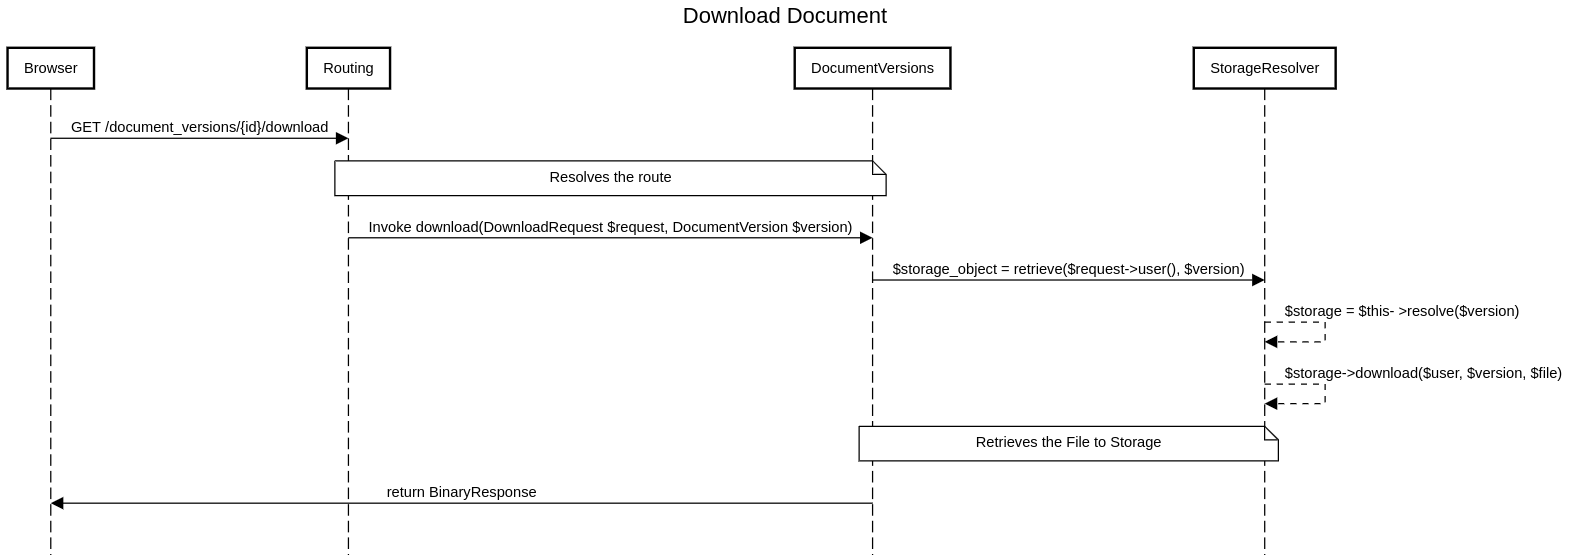 Download Document
Browser
Routing
DocumentVersions
StorageResolver
GET /document_versions/{id}/download
Resolves the route
Invoke download(DownloadRequest $request, DocumentVersion $version)
$storage_object = retrieve($request->user(), $version)
$storage = $this- >resolve($version)
$storage->download($user, $version, $file)
Retrieves the File to Storage
return BinaryResponse